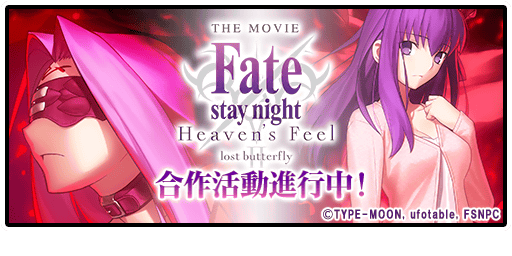 THE MOVIE
Fate
stay night
Heaven's Feel
II
lost butterfly
合作活動進行中!
©TYPE-MOON, ufotable, FSNPC